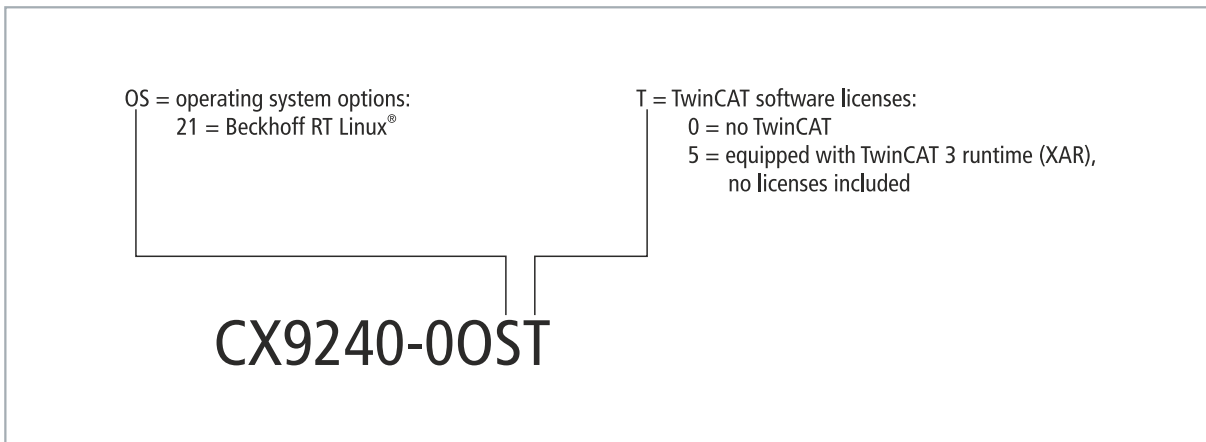 OS = operating system options:
21 = Beckhoff RT Linux®
T = TwinCAT software licenses:
0 = no TwinCAT
5 = equipped with TwinCAT 3 runtime (XAR),
no licenses included
CX9240-0OST